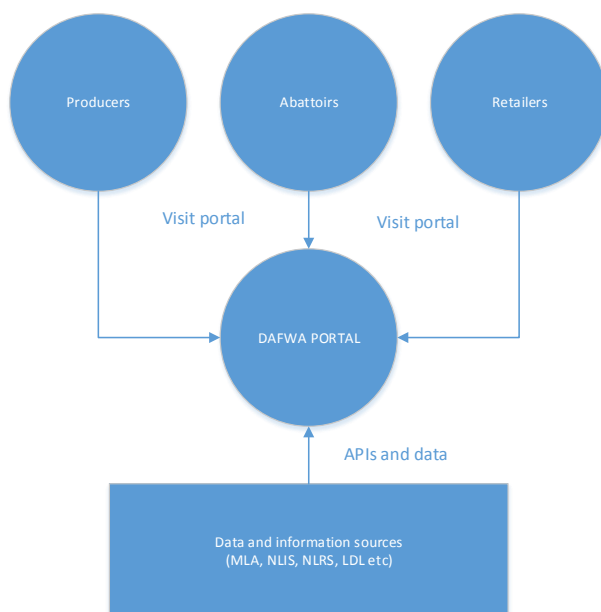 Producers
Abattoirs
Retailers
Visit portal
Visit portal
DAFWA PORTAL
APIs and data
Data and information sources
(MLA, NLIS, NLRS, LDL etc)